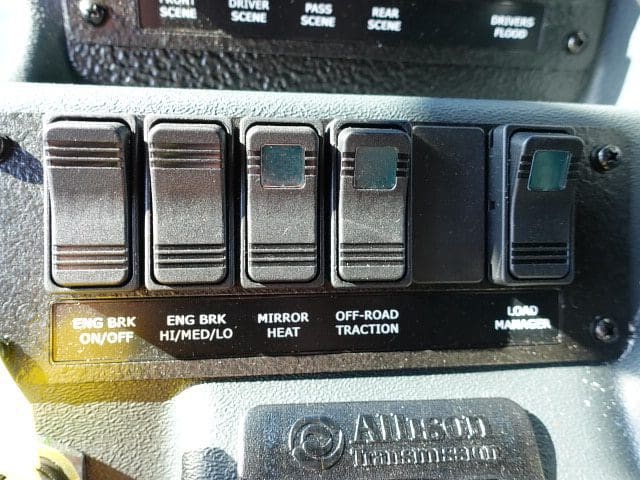 FRONT DRIVER PASS REAR DRIVERS
SCENE SCENE SCENE SCENE FLOOD
ENG BRK ENG BRK MIRROR OFF-ROAD LOAD
ON/OFF HI/MED/LO HEAT TRACTION MANAGER
Allison
Transmission